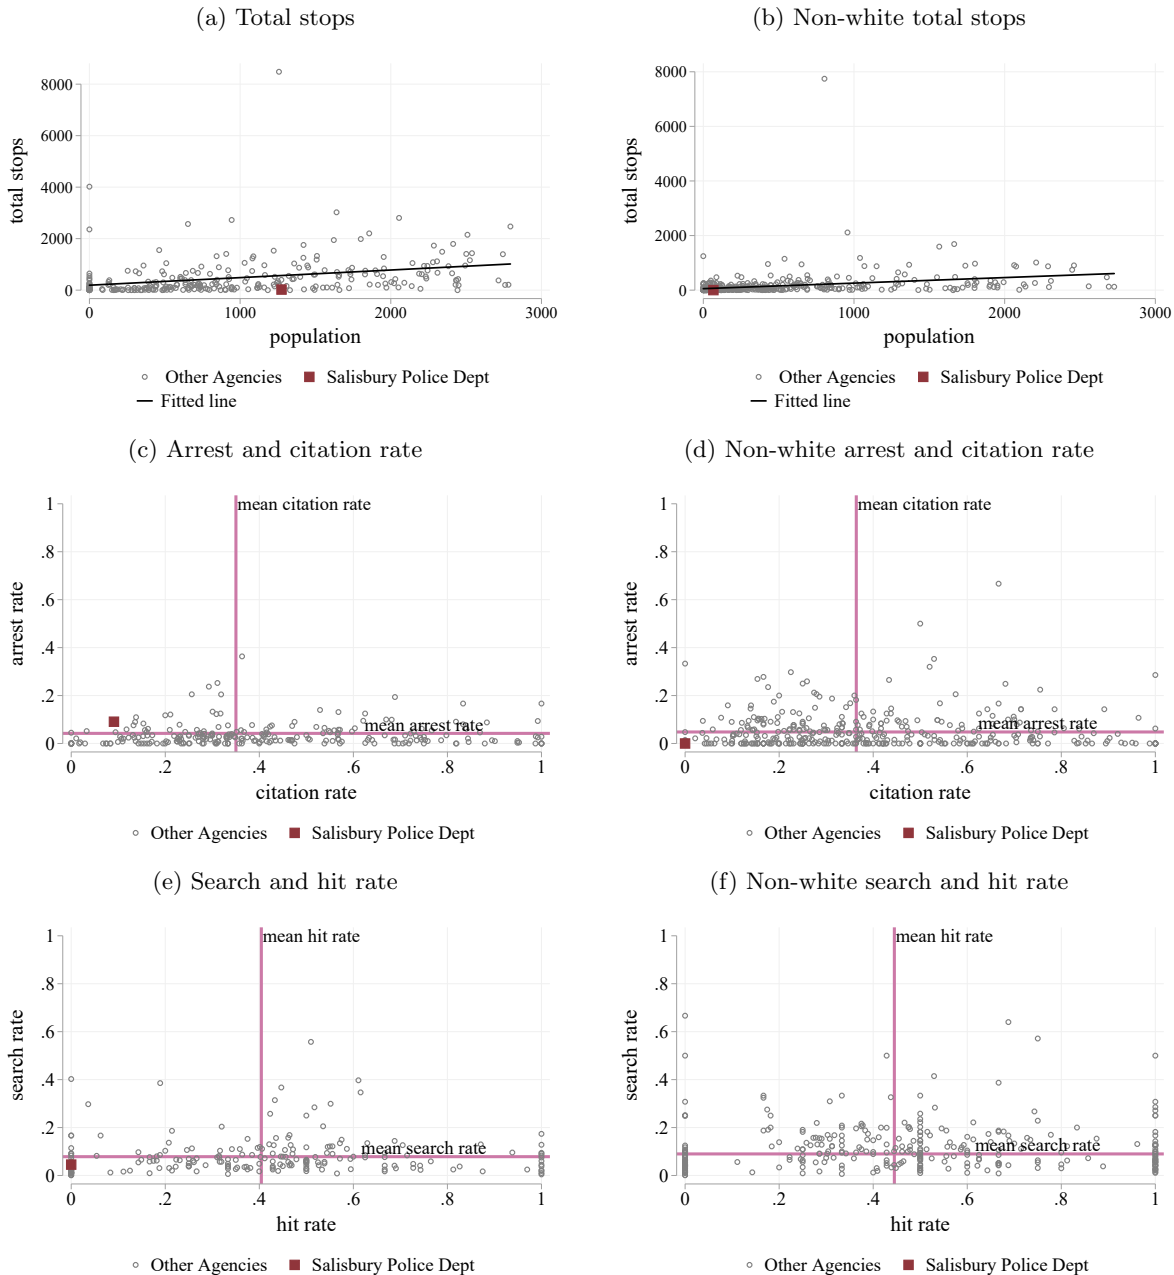 (a) Total stops
(b) Non-white total stops
8000
6000
4000
2000
0
total stops
0 1000 2000 3000
population
Other Agencies Salisbury Police Dept
Fitted line
8000
6000
4000
2000
0
total stops
0 1000 2000 3000
population
Other Agencies Salisbury Police Dept
Fitted line
(c) Arrest and citation rate
(d) Non-white arrest and citation rate
1
.8
.6
.4
.2
0
arrest rate
mean citation rate
mean arrest rate
0 .2 .4 .6 .8 1
citation rate
Other Agencies Salisbury Police Dept
1
.8
.6
.4
.2
0
arrest rate
mean citation rate
mean arrest rate
0 .2 .4 .6 .8 1
citation rate
Other Agencies Salisbury Police Dept
(e) Search and hit rate
(f) Non-white search and hit rate
1
.8
.6
.4
.2
0
search rate
mean hit rate
mean search rate
0 .2 .4 .6 .8 1
hit rate
Other Agencies Salisbury Police Dept
1
.8
.6
.4
.2
0
search rate
mean hit rate
mean search rate
0 .2 .4 .6 .8 1
hit rate
Other Agencies Salisbury Police Dept